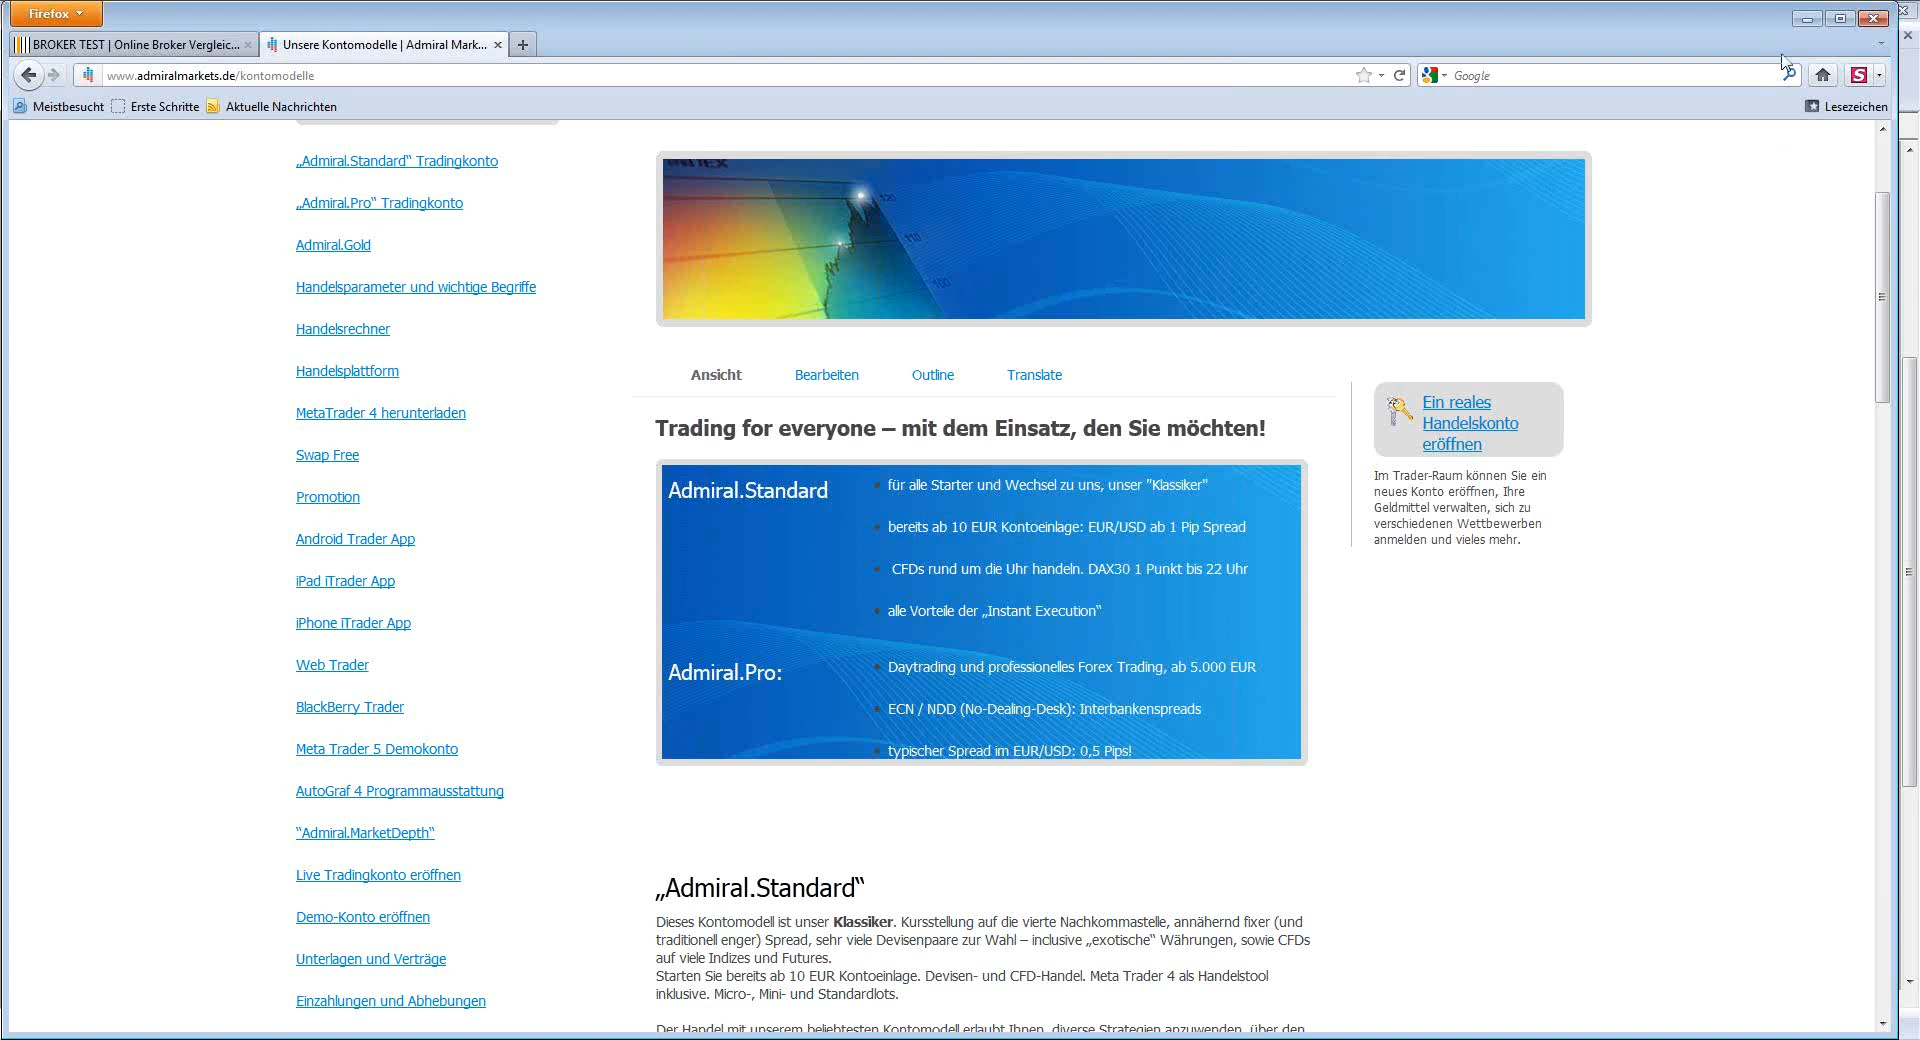 Firefox
BROKER TEST | Online Broker Vergleic...
Unsere Kontomodelle | Admiral Mark...
www.admiralmarkets.de/kontomodelle
Google
Meistbesucht
Erste Schritte
Aktuelle Nachrichten
Lesezeichen
„Admiral.Standard“ Tradingkonto
„Admiral.Pro“ Tradingkonto
Admiral.Gold
Handelsparameter und wichtige Begriffe
Handelsrechner
Handelsplattform
MetaTrader 4 herunterladen
Swap Free
Promotion
Android Trader App
iPad iTrader App
iPhone iTrader App
Web Trader
BlackBerry Trader
Meta Trader 5 Demokonto
AutoGraf 4 Programmausstattung
“Admiral.MarketDepth“
Live Tradingkonto eröffnen
Demo-Konto eröffnen
Unterlagen und Verträge
Einzahlungen und Abhebungen
120
110
100
Ansicht Bearbeiten Outline Translate
Trading for everyone – mit dem Einsatz, den Sie möchten!
Admiral.Standard
für alle Starter und Wechsel zu uns, unser "Klassiker"
bereits ab 10 EUR Kontoeinlage: EUR/USD ab 1 Pip Spread
CFDs rund um die Uhr handeln. DAX30 1 Punkt bis 22 Uhr
alle Vorteile der „Instant Execution“
Admiral.Pro:
Daytrading und professionelles Forex Trading, ab 5.000 EUR
ECN / NDD (No-Dealing-Desk): Interbankenspreads
typischer Spread im EUR/USD: 0,5 Pips!
„Admiral.Standard“
Dieses Kontomodell ist unser Klassiker. Kursstellung auf die vierte Nachkommastelle, annähernd fixer (und
traditionell enger) Spread, sehr viele Devisenpaare zur Wahl – inclusive „exotische“ Währungen, sowie CFDs
auf viele Indizes und Futures.
Starten Sie bereits ab 10 EUR Kontoeinlage. Devisen- und CFD-Handel. Meta Trader 4 als Handelstool
inklusive. Micro-, Mini- und Standardlots.
Der Handel mit unserem beliebtesten Kontomodell erlaubt Ihnen, diverse Strategien anzuwenden, über den
Ein reales
Handelskonto
eröffnen
Im Trader-Raum können Sie ein
neues Konto eröffnen, Ihre
Geldmittel verwalten, sich zu
verschiedenen Wettbewerben
anmelden und vieles mehr.